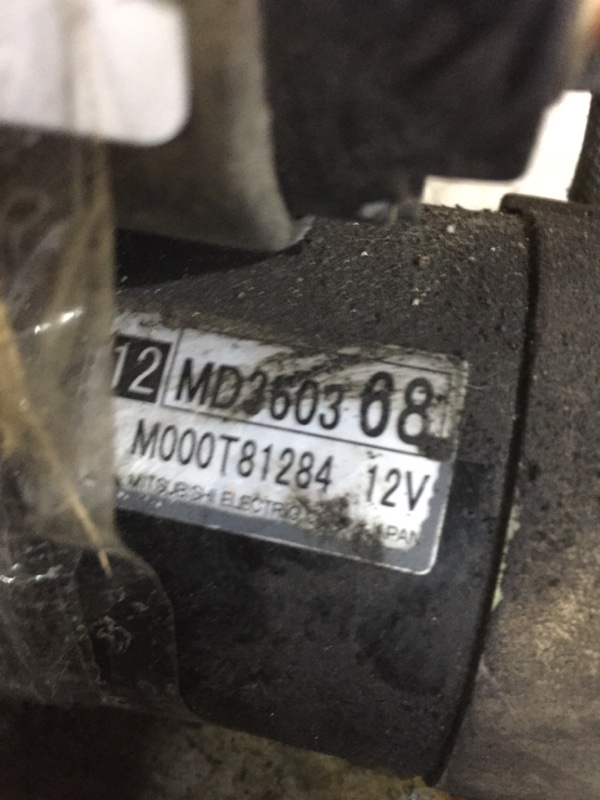 12 MD360368
M000T81284 12V
MITSUBISHI ELECTRIC JAPAN